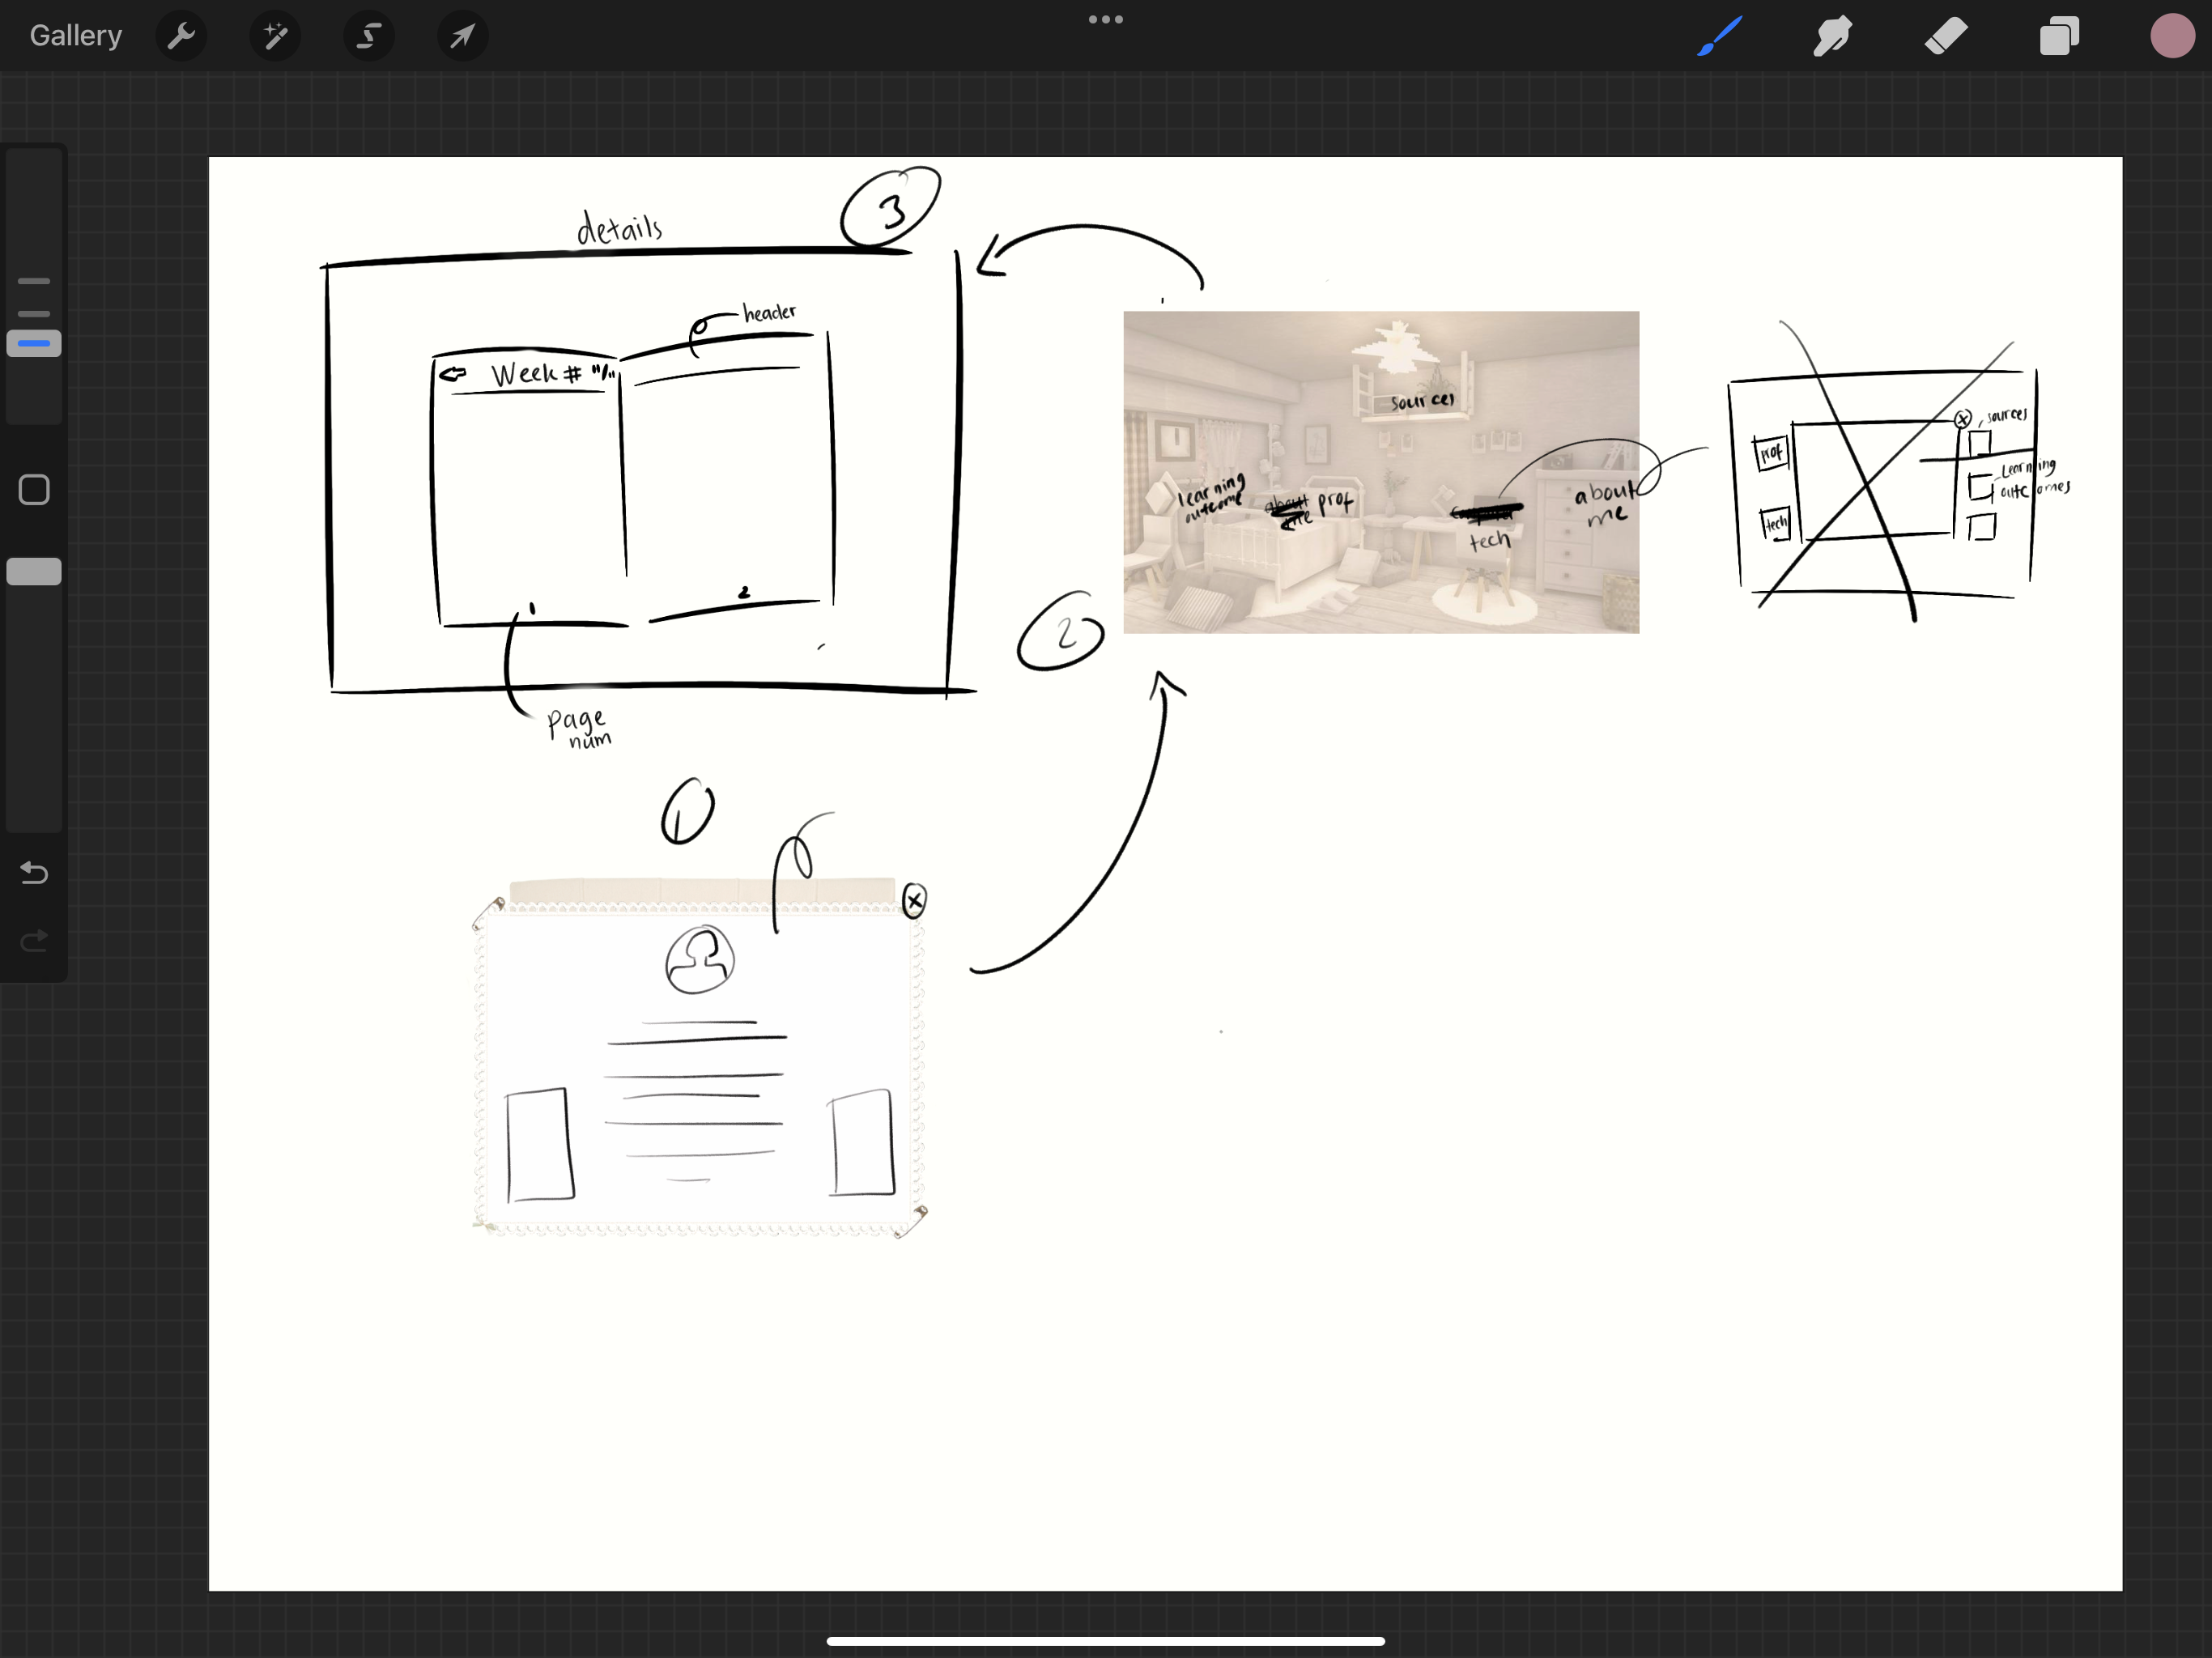 Gallery
3
details
header
Week # "1"
1
2
page
num
sources
learning
outcome
about
me
prof
tech
about
me
2
sources
prof
Learning
outcomes
tech
1